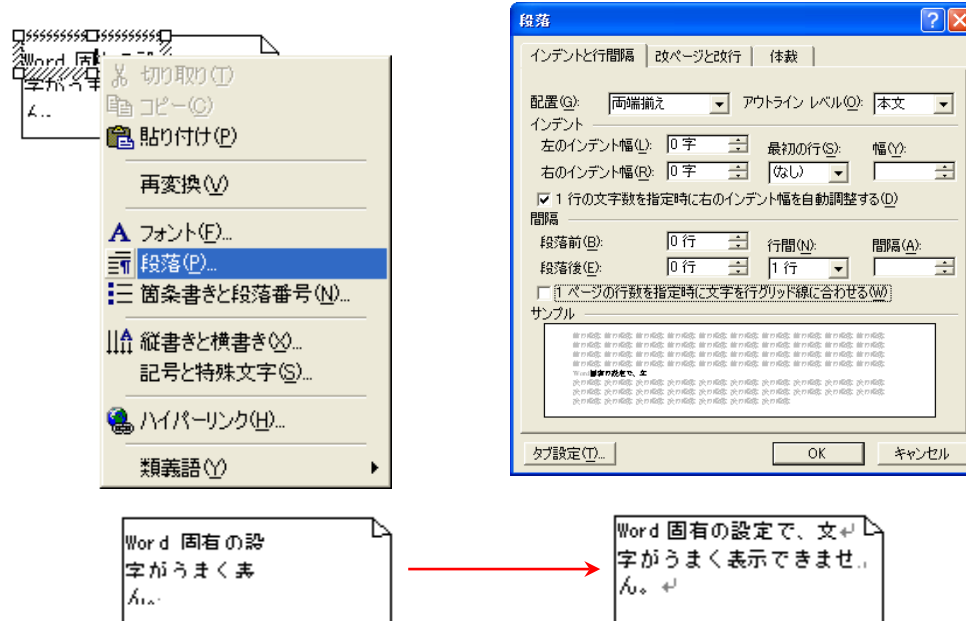 Word 固
字がう
ん
切り取り(T)
コピー(C)
貼り付け(P)
再変換(V)
フォント(F)...
段落(P)...
箇条書きと段落番号(N)...
縦書きと横書き(X)...
記号と特殊文字(S)...
ハイパーリンク(H)...
類義語(Y)
段落
インデントと行間隔 改ページと改行 体裁
配置(G): 両端揃え アウトライン レベル(O): 本文
インデント
左のインデント幅(L): 0 字 最初の行(S): 幅(Y):
右のインデント幅(R): 0 字 (なし)
1 行の文字数を指定時に右のインデント幅を自動調整する(D)
間隔
段落前(B): 0 行 行間(N): 間隔(A):
段落後(E): 0 行 1 行
1 ページの行数を指定時に文字を行グリッド線に合わせる(W)
サンプル
Word固有の設定で、文
タブ設定(T)... OK キャンセル
Word 固有の設
字がうまく表
ん。
Word 固有の設定で、文↵
字がうまく表示できませ
ん。↵